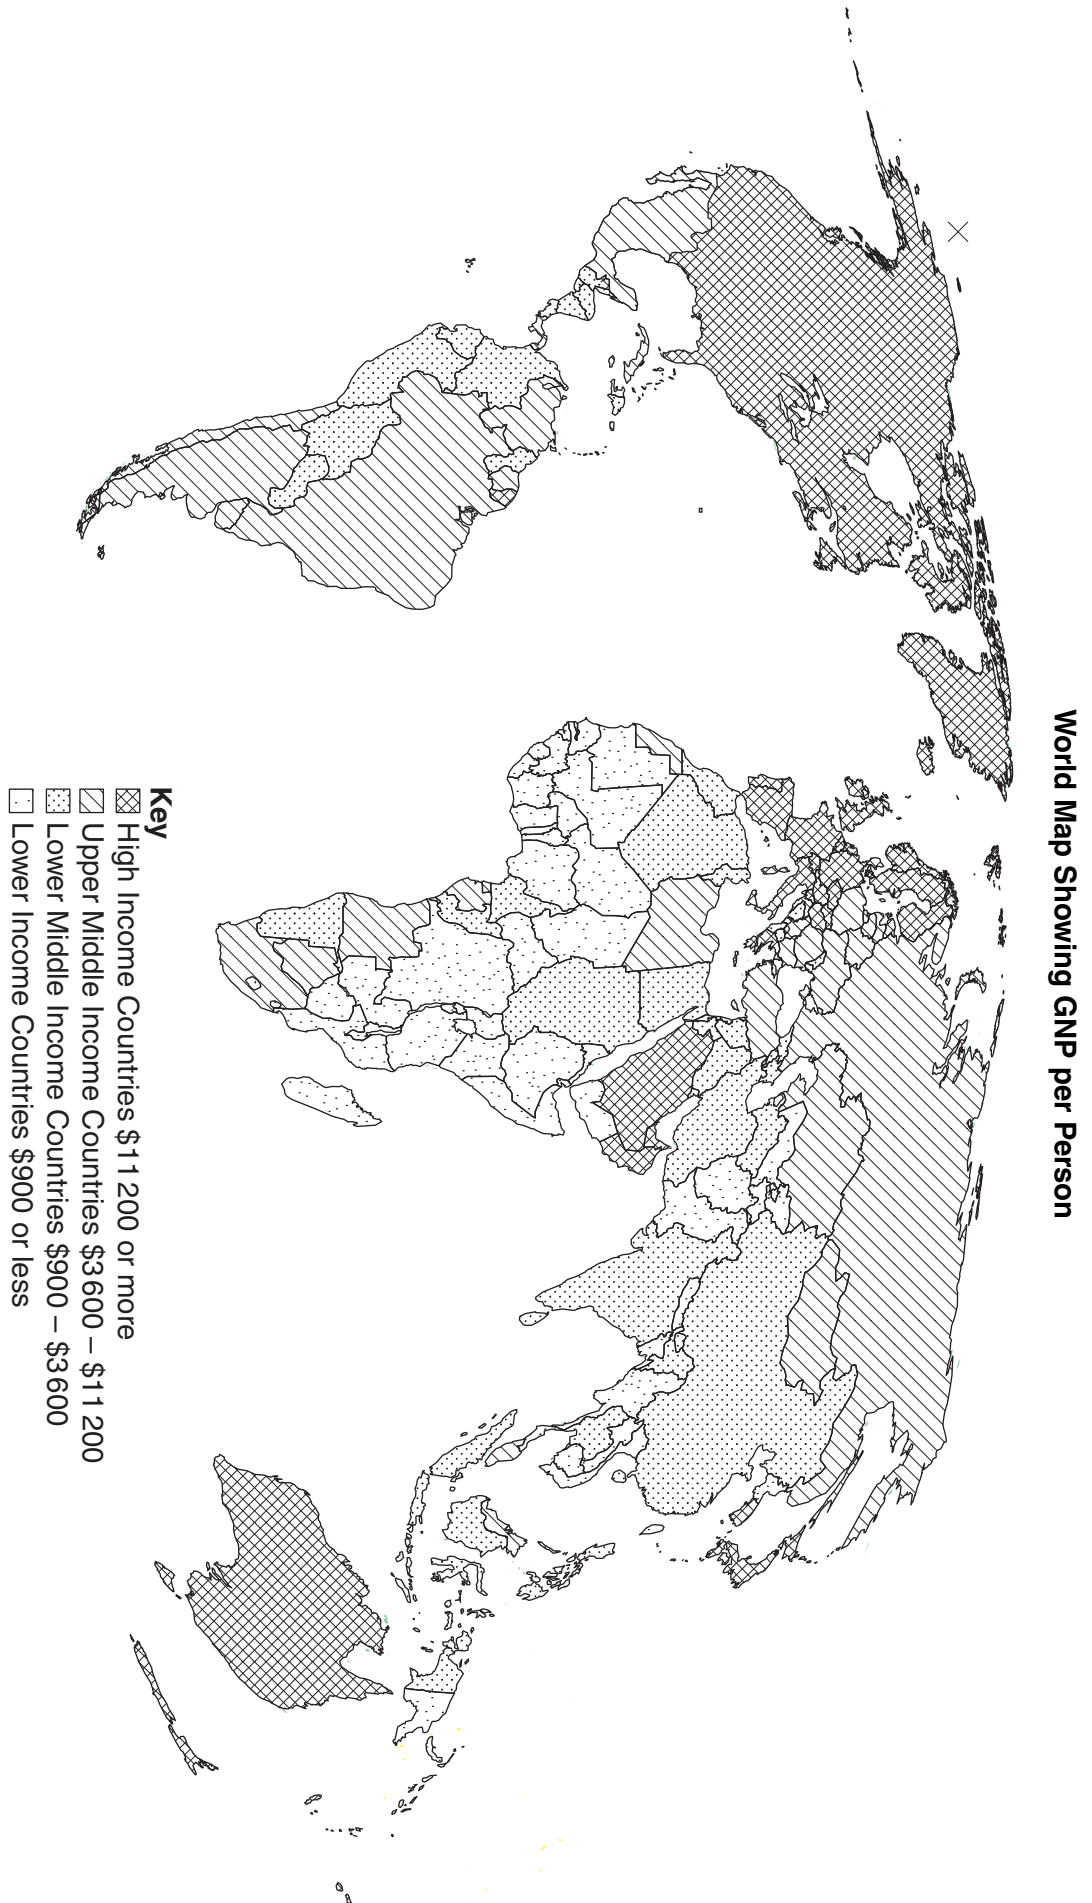 World Map Showing GNP per Person
Key
High Income Countries $11 200 or more
Upper Middle Income Countries $3600 – $11 200
Lower Middle Income Countries $900 – $3600
Lower Income Countries $900 or less